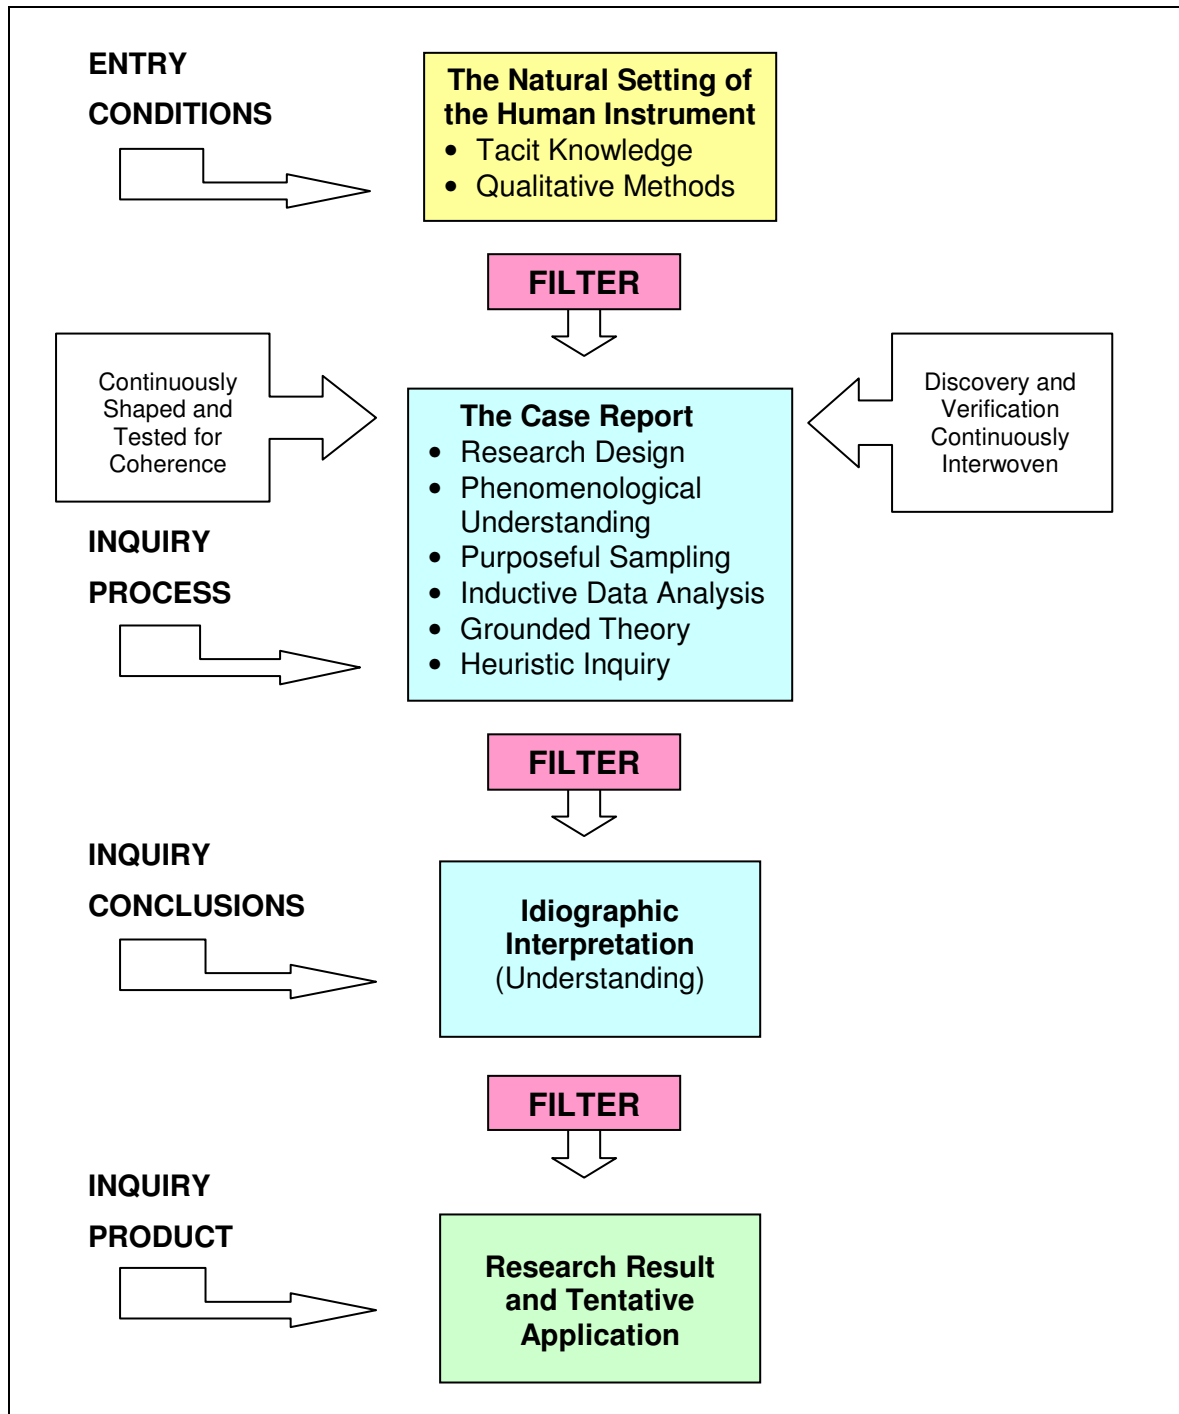 ENTRY
CONDITIONS
The Natural Setting of
the Human Instrument
• Tacit Knowledge
• Qualitative Methods
FILTER
Continuously
Shaped and
Tested for
Coherence
Discovery and
Verification
Continuously
Interwoven
The Case Report
• Research Design
• Phenomenological
Understanding
• Purposeful Sampling
• Inductive Data Analysis
• Grounded Theory
• Heuristic Inquiry
INQUIRY
PROCESS
FILTER
INQUIRY
CONCLUSIONS
Idiographic
Interpretation
(Understanding)
FILTER
INQUIRY
PRODUCT
Research Result
and Tentative
Application